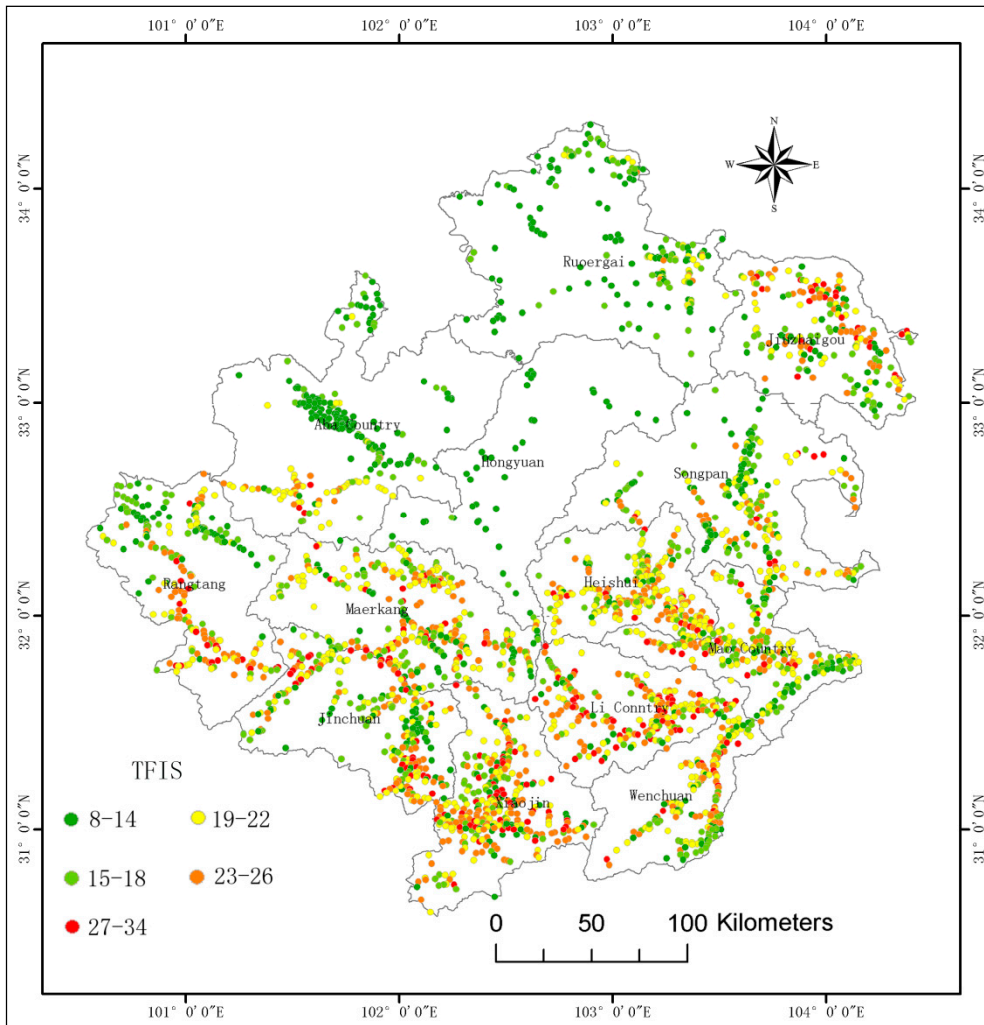 101° 0′0″E 102° 0′0″E 103° 0′0″E 104° 0′0″E
N
W E
S
34° 0′0″N 34° 0′0″N
Ruoergai
Jiuzhaigou
33° 0′0″N 33° 0′0″N
Aba Country
Hongyuan
Songpan
Rangtang
Heishui
Maerkang
32° 0′0″N 32° 0′0″N
Mao Country
Li Conntry
Jinchuan
TFIS
Wenchuan
Xiaojin
8-14 19-22
31° 0′0″N 31° 0′0″N
15-18 23-26
27-34
0 50 100 Kilometers
101° 0′0″E 102° 0′0″E 103° 0′0″E 104° 0′0″E